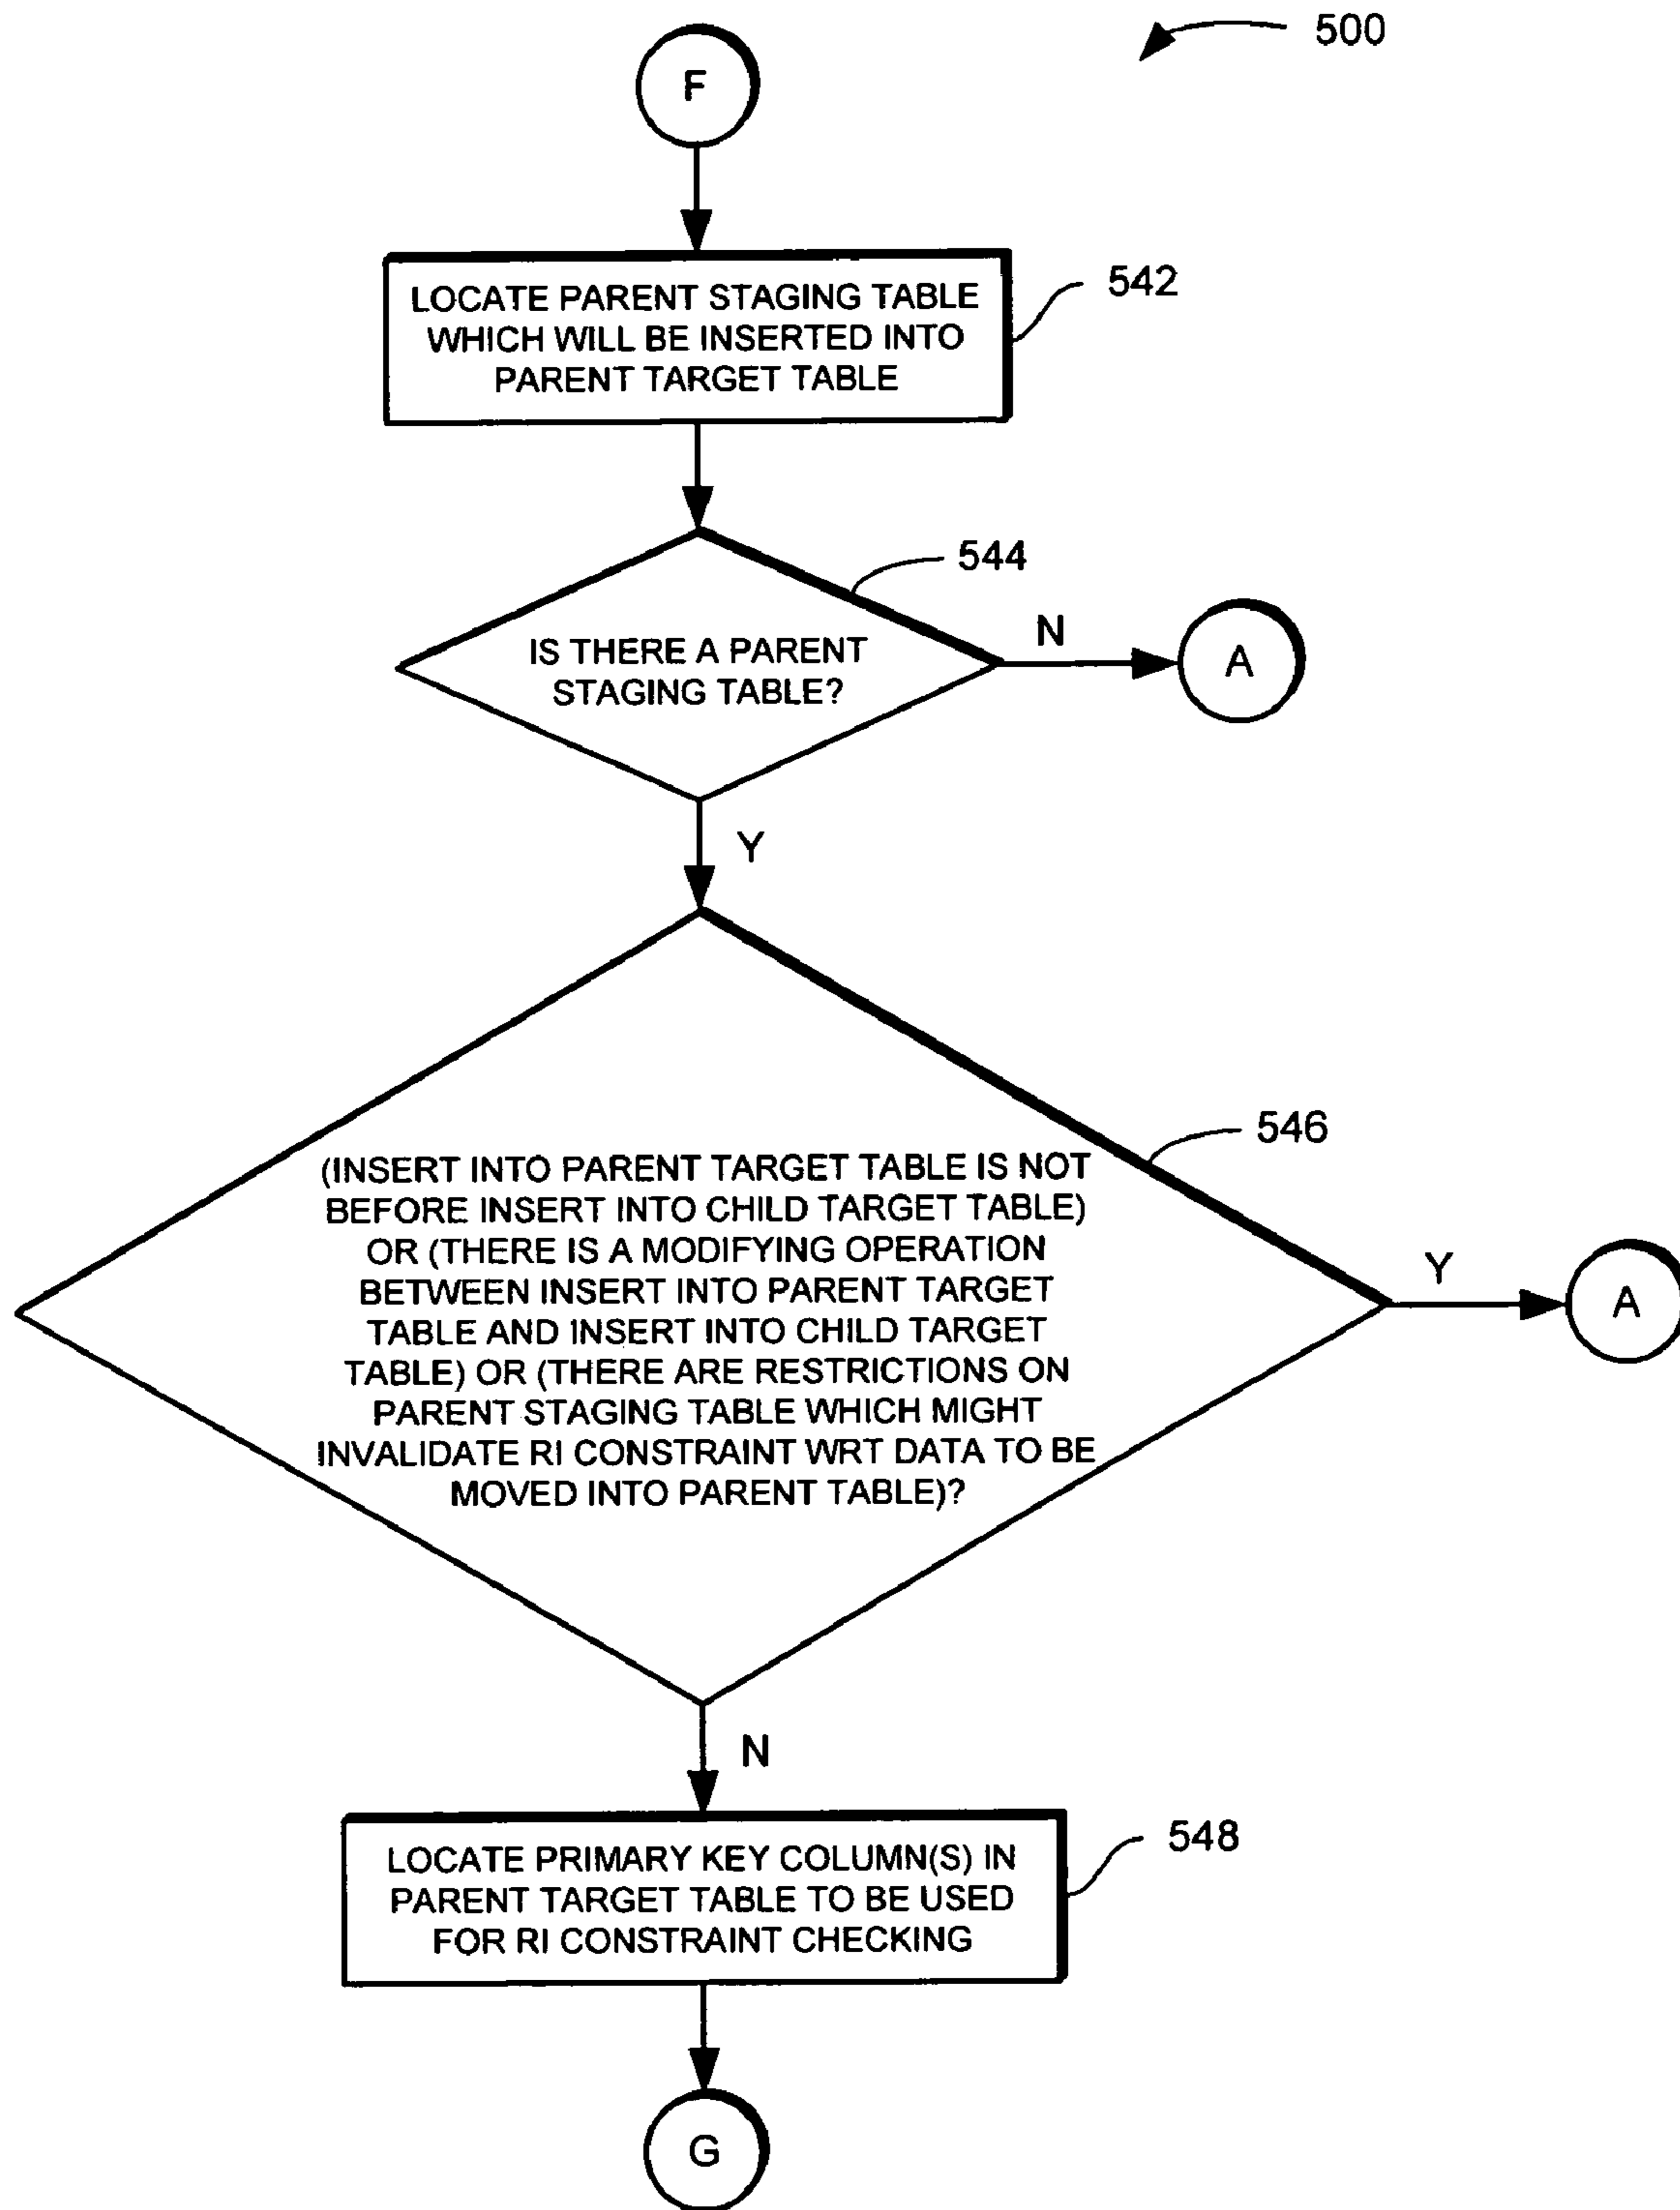 500
F
542
LOCATE PARENT STAGING TABLE
WHICH WILL BE INSERTED INTO
PARENT TARGET TABLE
544
IS THERE A PARENT
STAGING TABLE?
N
A
Y
546
(INSERT INTO PARENT TARGET TABLE IS NOT
BEFORE INSERT INTO CHILD TARGET TABLE)
OR (THERE IS A MODIFYING OPERATION
BETWEEN INSERT INTO PARENT TARGET
TABLE AND INSERT INTO CHILD TARGET
TABLE) OR (THERE ARE RESTRICTIONS ON
PARENT STAGING TABLE WHICH MIGHT
INVALIDATE RI CONSTRAINT WRT DATA TO BE
MOVED INTO PARENT TABLE)?
Y
A
N
548
LOCATE PRIMARY KEY COLUMN(S) IN
PARENT TARGET TABLE TO BE USED
FOR RI CONSTRAINT CHECKING
G